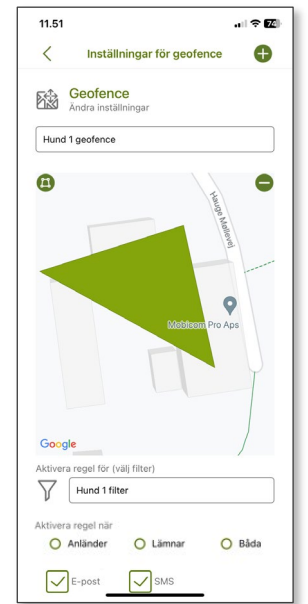 11.51
74
Inställningar för geofence
Geofence
Ändra inställningar
Hund 1 geofence
Hauge Møllevej
Mobicom Pro Aps
Google
Aktivera regel för (välj filter)
Hund 1 filter
Aktivera regel när
Anländer Lämnar Båda
E-post SMS